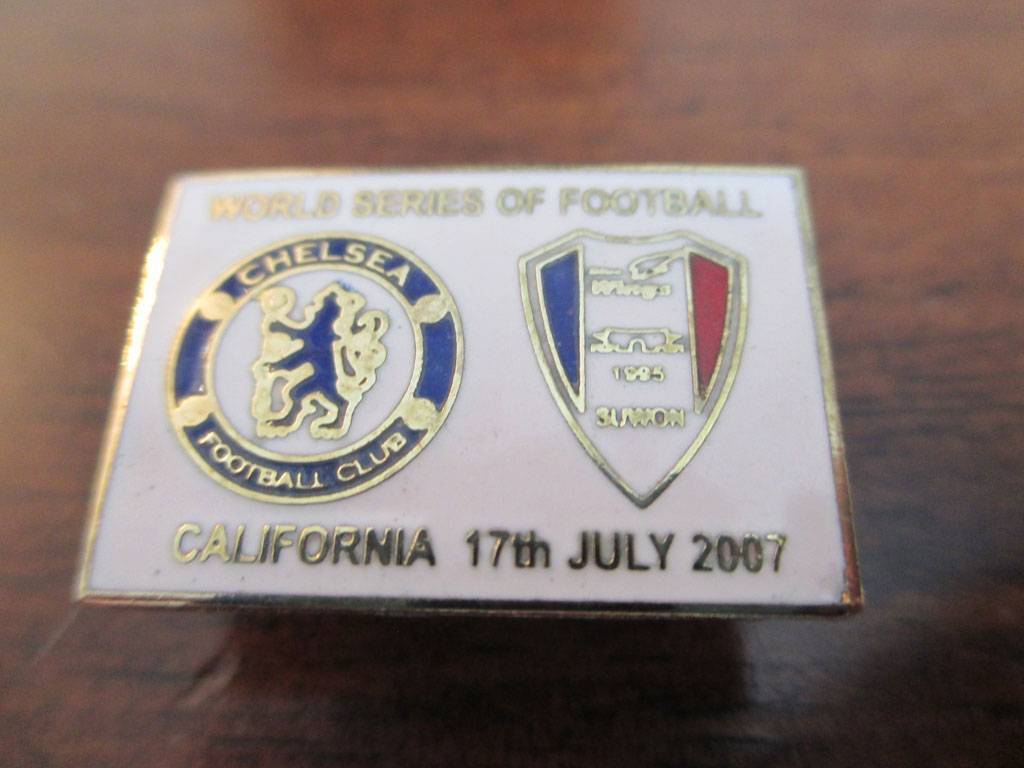 WORLD SERIES OF FOOTBALL
CHELSEA
FOOTBALL CLUB
Wings
1995
SUWON
CALIFORNIA 17th JULY 2007